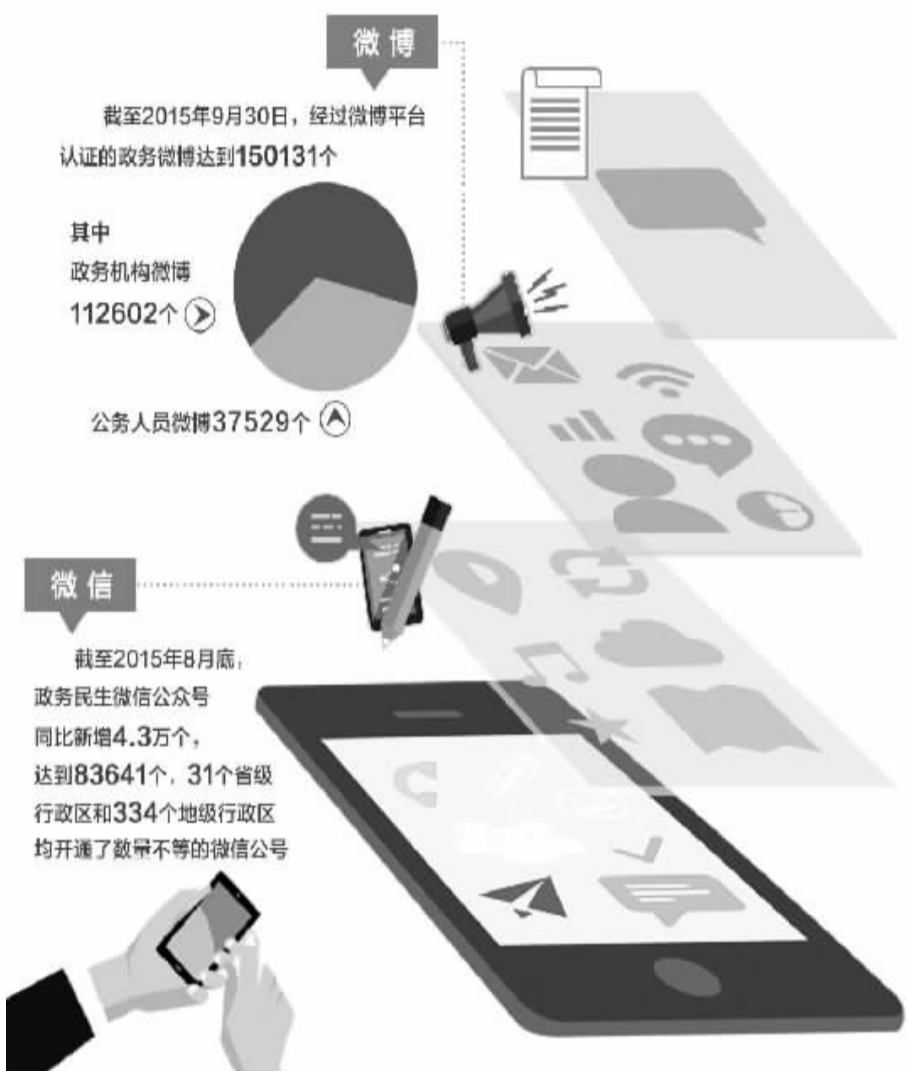 微博
截至2015年9月30日，经过微博平台
认证的政务微博达到150131个
其中
政务机构微博
112602个
公务人员微博37529个
微信
截至2015年8月底，
政务民生微信公众号
同比新增4.3万个，
达到83641个，31个省级
行政区和334个地级行政区
均开通了数量不等的微信公号